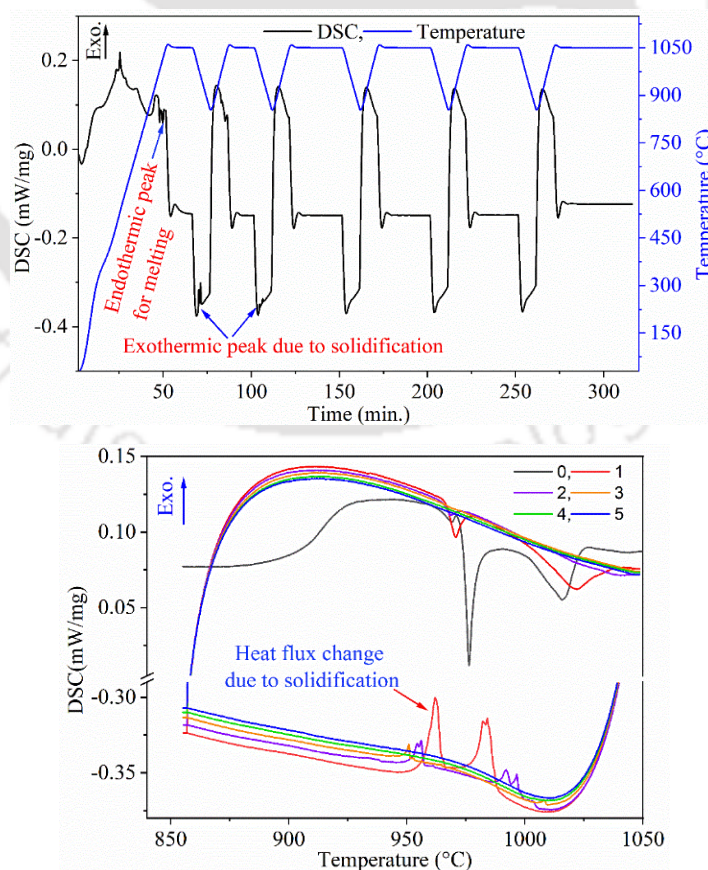 Exo.
DSC, Temperature
0.2
0.0
-0.2
-0.4
DSC (mW/mg)
1050
900
750
600
450
300
150
Temperature (°C)
Endothermic peak
for melting
Exothermic peak due to solidification
50 100 150 200 250 300
Time (min.)
0.15
0.10
0.05
-0.30
-0.35
DSC(mW/mg)
Exo.
0, 1
2, 3
4, 5
Heat flux change
due to solidification
850 900 950 1000 1050
Temperature (°C)